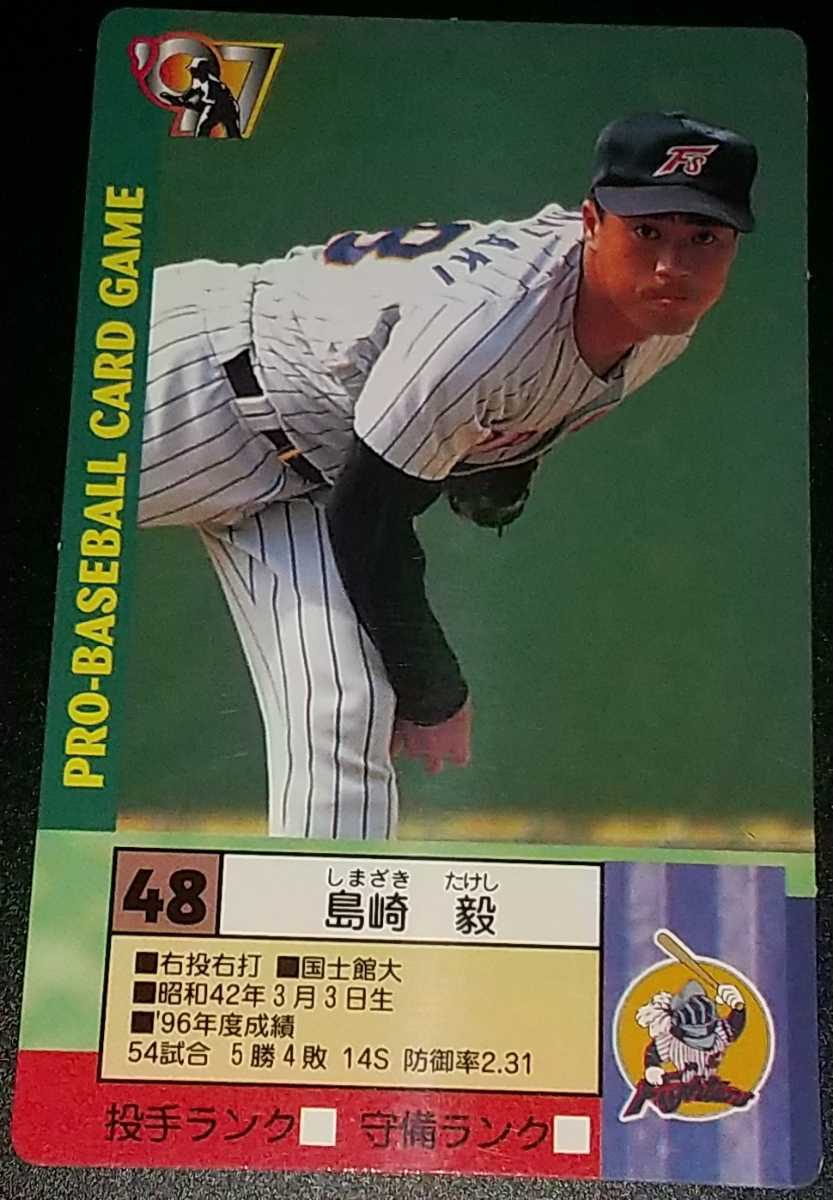 '97
PRO-BASEBALL CARD GAME
Fs
48
しまざき たけし
島崎 毅
■右投右打 ■国士館大
■昭和42年3月3日生
■'96年度成績
54試合 5勝4敗 14S 防御率2.31
Fighters
投手ランク□ 守備ランク□